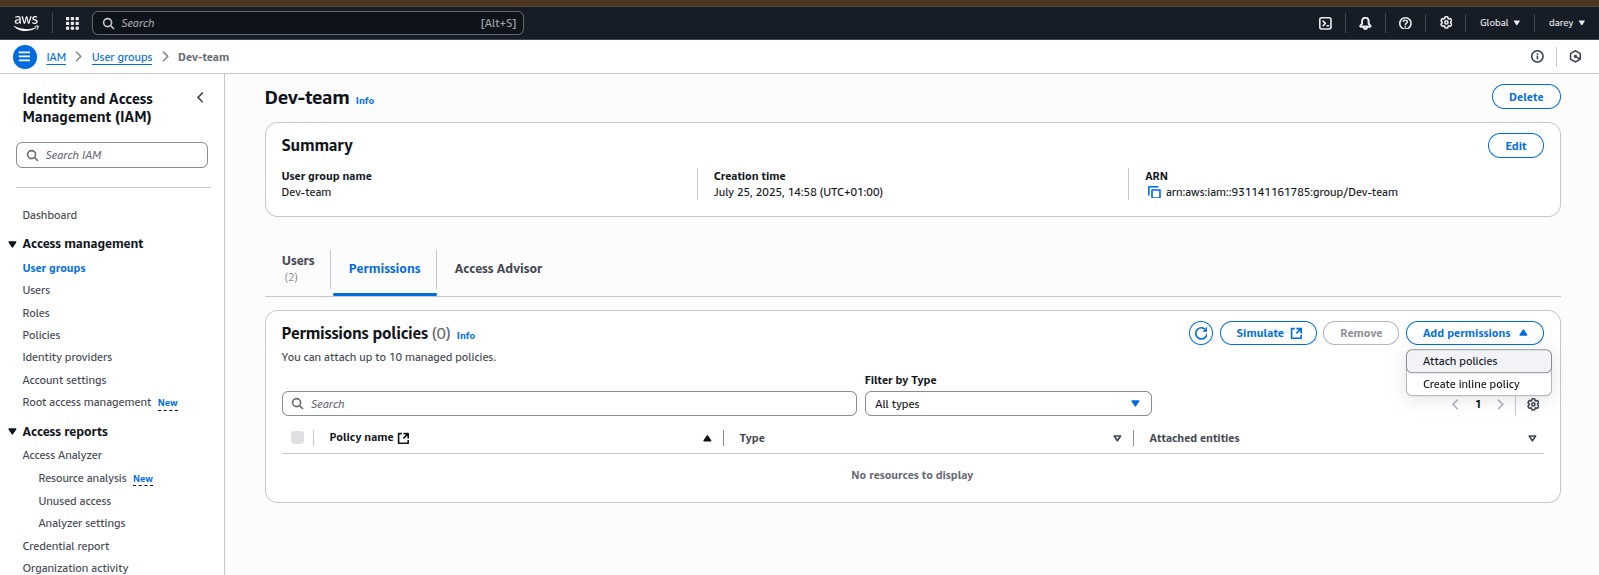 aws
Search [Alt+S] Global darey
IAM User groups Dev-team
Identity and Access
Management (IAM)
Search IAM
Dashboard
Access management
User groups
Users
Roles
Policies
Identity providers
Account settings
Root access management New
Access reports
Access Analyzer
Resource analysis New
Unused access
Analyzer settings
Credential report
Organization activity
Dev-team Info Delete
Summary Edit
User group name
Dev-team
Creation time
July 25, 2025, 14:58 (UTC+01:00)
ARN
arn:aws:iam::931141161785:group/Dev-team
Users
(2)
Permissions
Access Advisor
Permissions policies (0) Info
You can attach up to 10 managed policies.
Simulate Remove Add permissions
Attach policies
Create inline policy
Filter by Type
Search All types 1
Policy name Type Attached entities
No resources to display